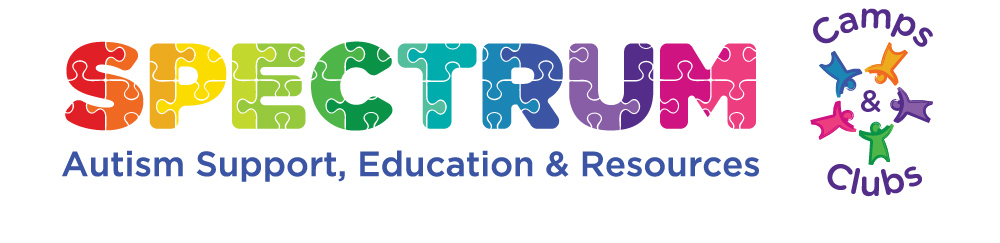 SPECTRUM
Autism Support, Education & Resources
Camps
&
Clubs